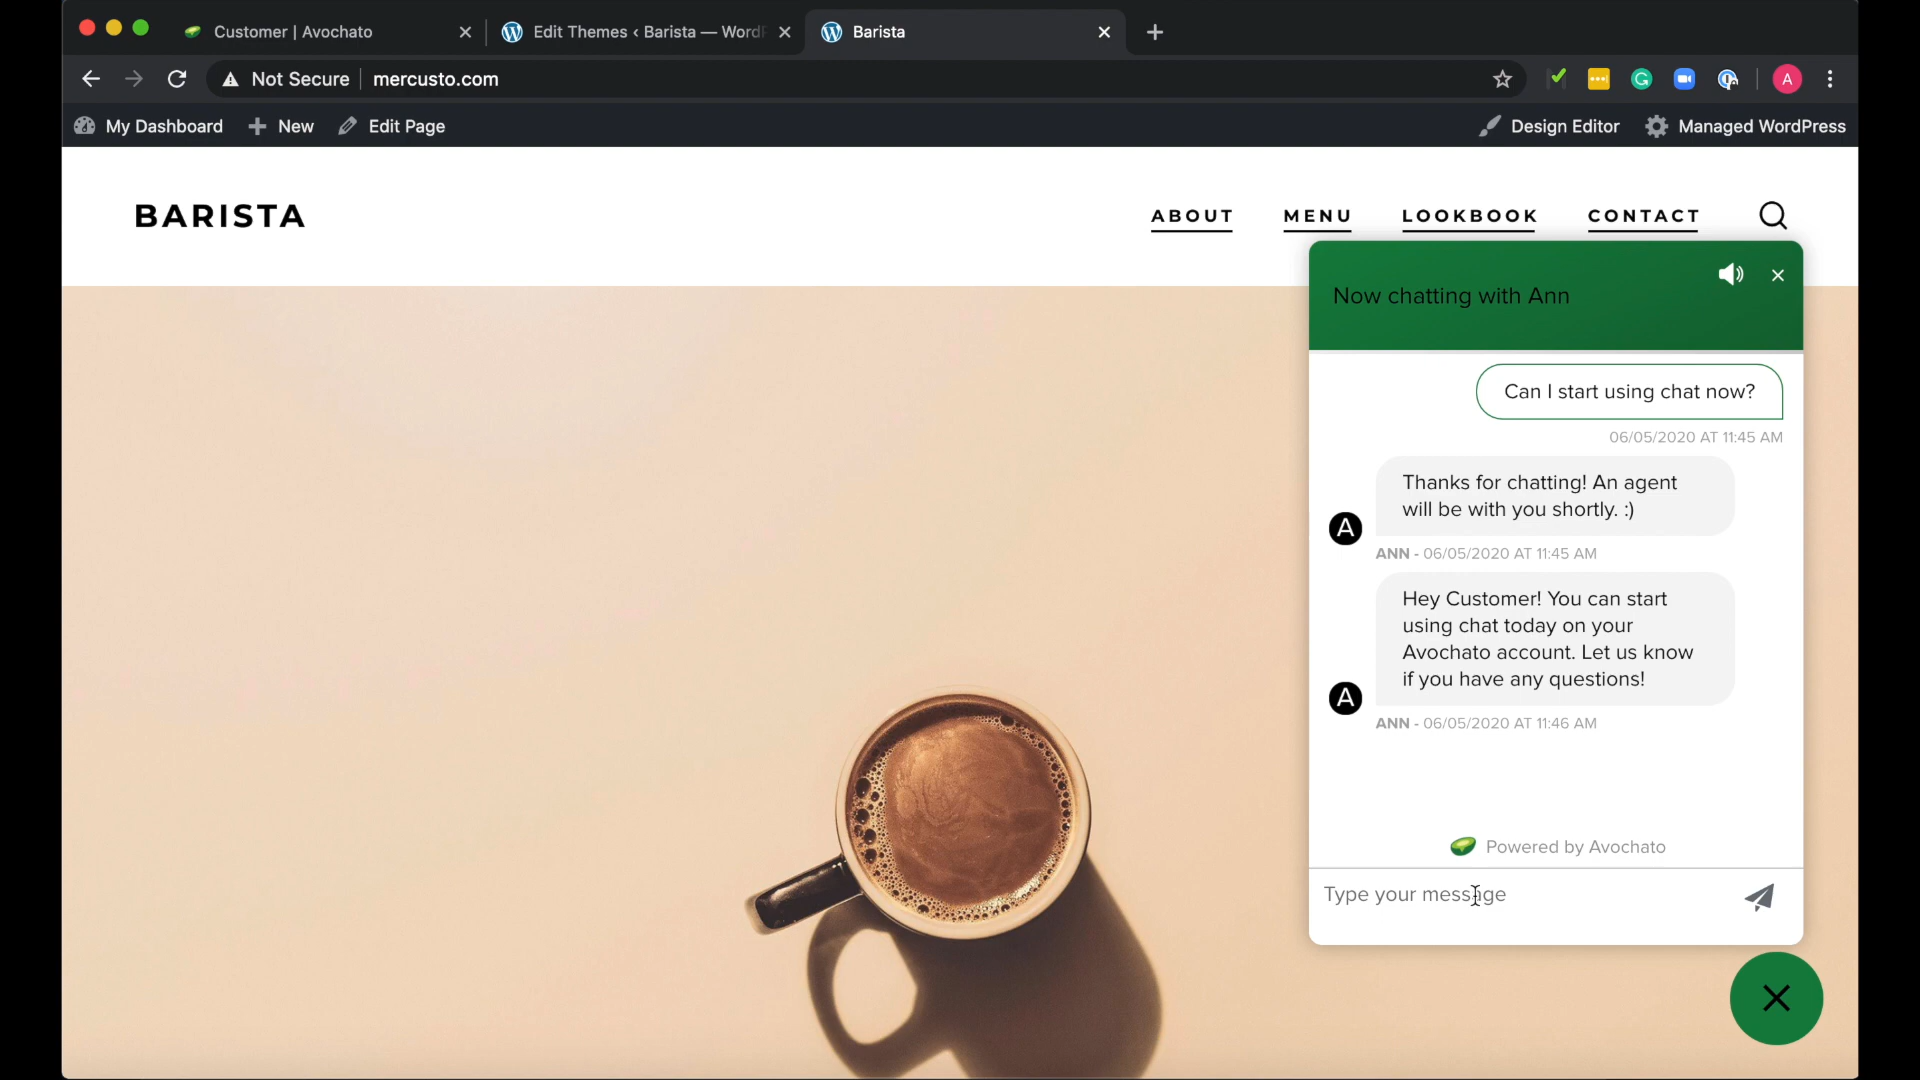 Customer | Avochato
Edit Themes ‹ Barista — Word
Barista
Not Secure
mercusto.com
A
My Dashboard
New
Edit Page
Design Editor
Managed WordPress
BARISTA
ABOUT
MENU
LOOKBOOK
CONTACT
Now chatting with Ann
Can I start using chat now?
06/05/2020 AT 11:45 AM
Thanks for chatting! An agent
will be with you shortly. :)
A
ANN - 06/05/2020 AT 11:45 AM
Hey Customer! You can start
using chat today on your
Avochato account. Let us know
if you have any questions!
A
ANN - 06/05/2020 AT 11:46 AM
Powered by Avochato
Type your message